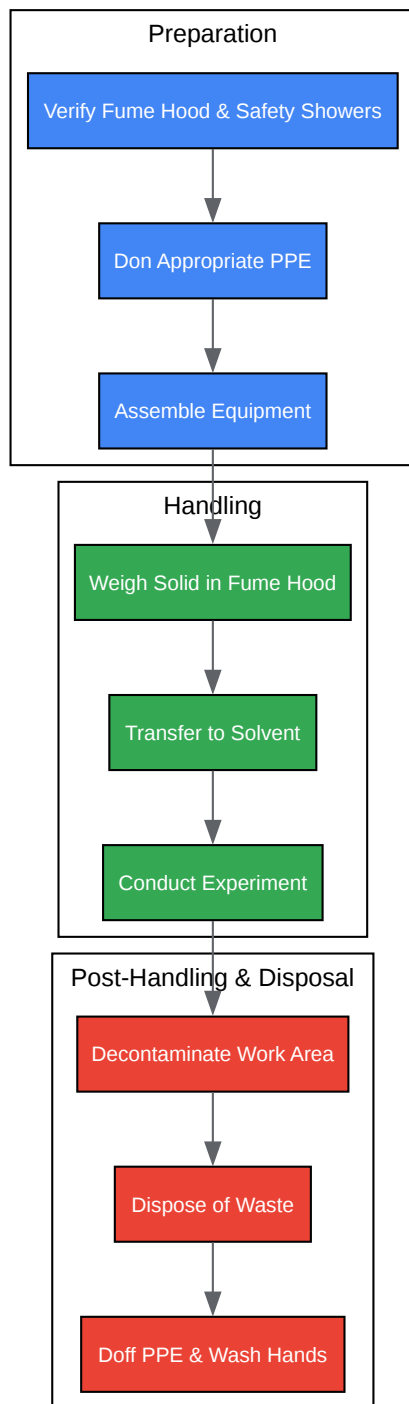 Preparation
Verify Fume Hood & Safety Showers
Don Appropriate PPE
Assemble Equipment
Handling
Weigh Solid in Fume Hood
Transfer to Solvent
Conduct Experiment
Post-Handling & Disposal
Decontaminate Work Area
Dispose of Waste
Doff PPE & Wash Hands